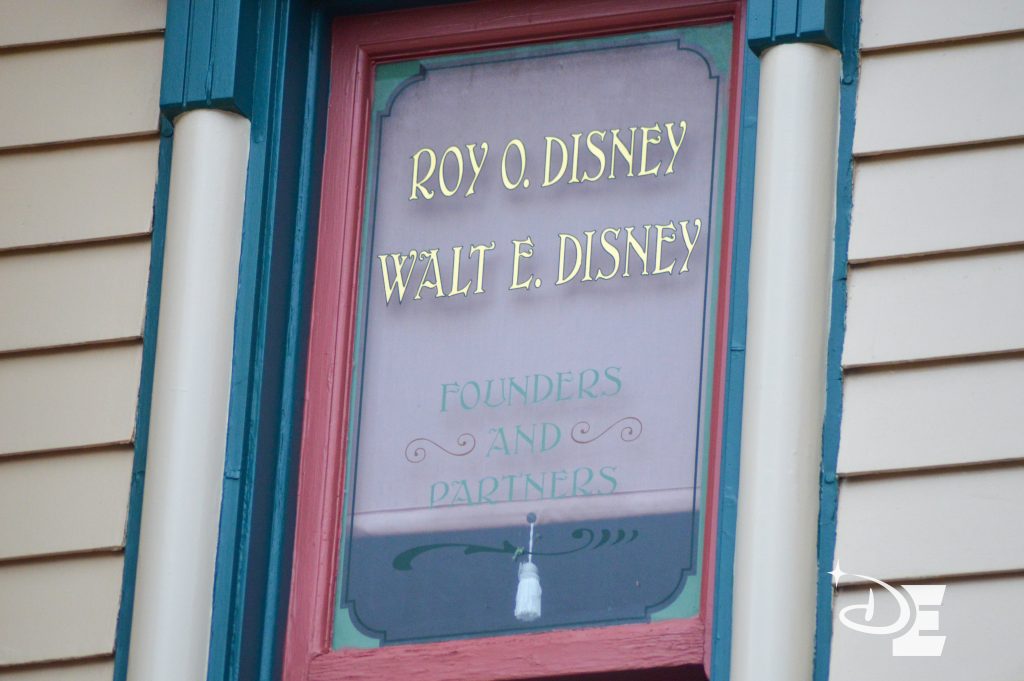 ROY O. DISNEY
WALT E. DISNEY
FOUNDERS
AND
PARTNERS
DE